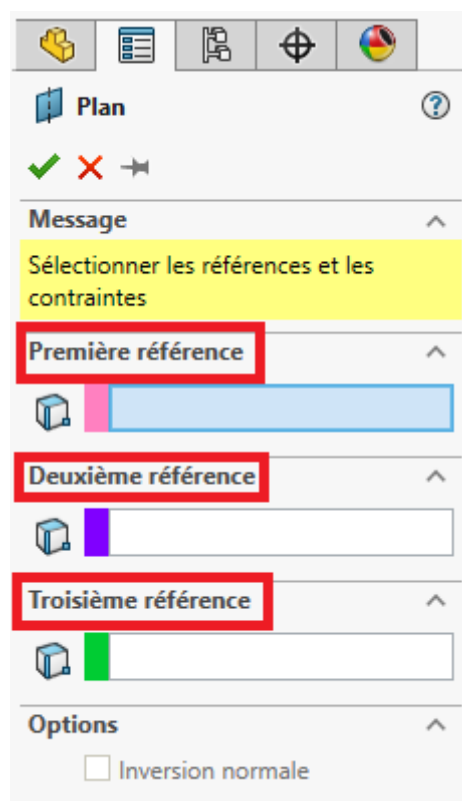 Plan
?
Message
Sélectionner les références et les
contraintes
Première référence
Deuxième référence
Troisième référence
Options
Inversion normale